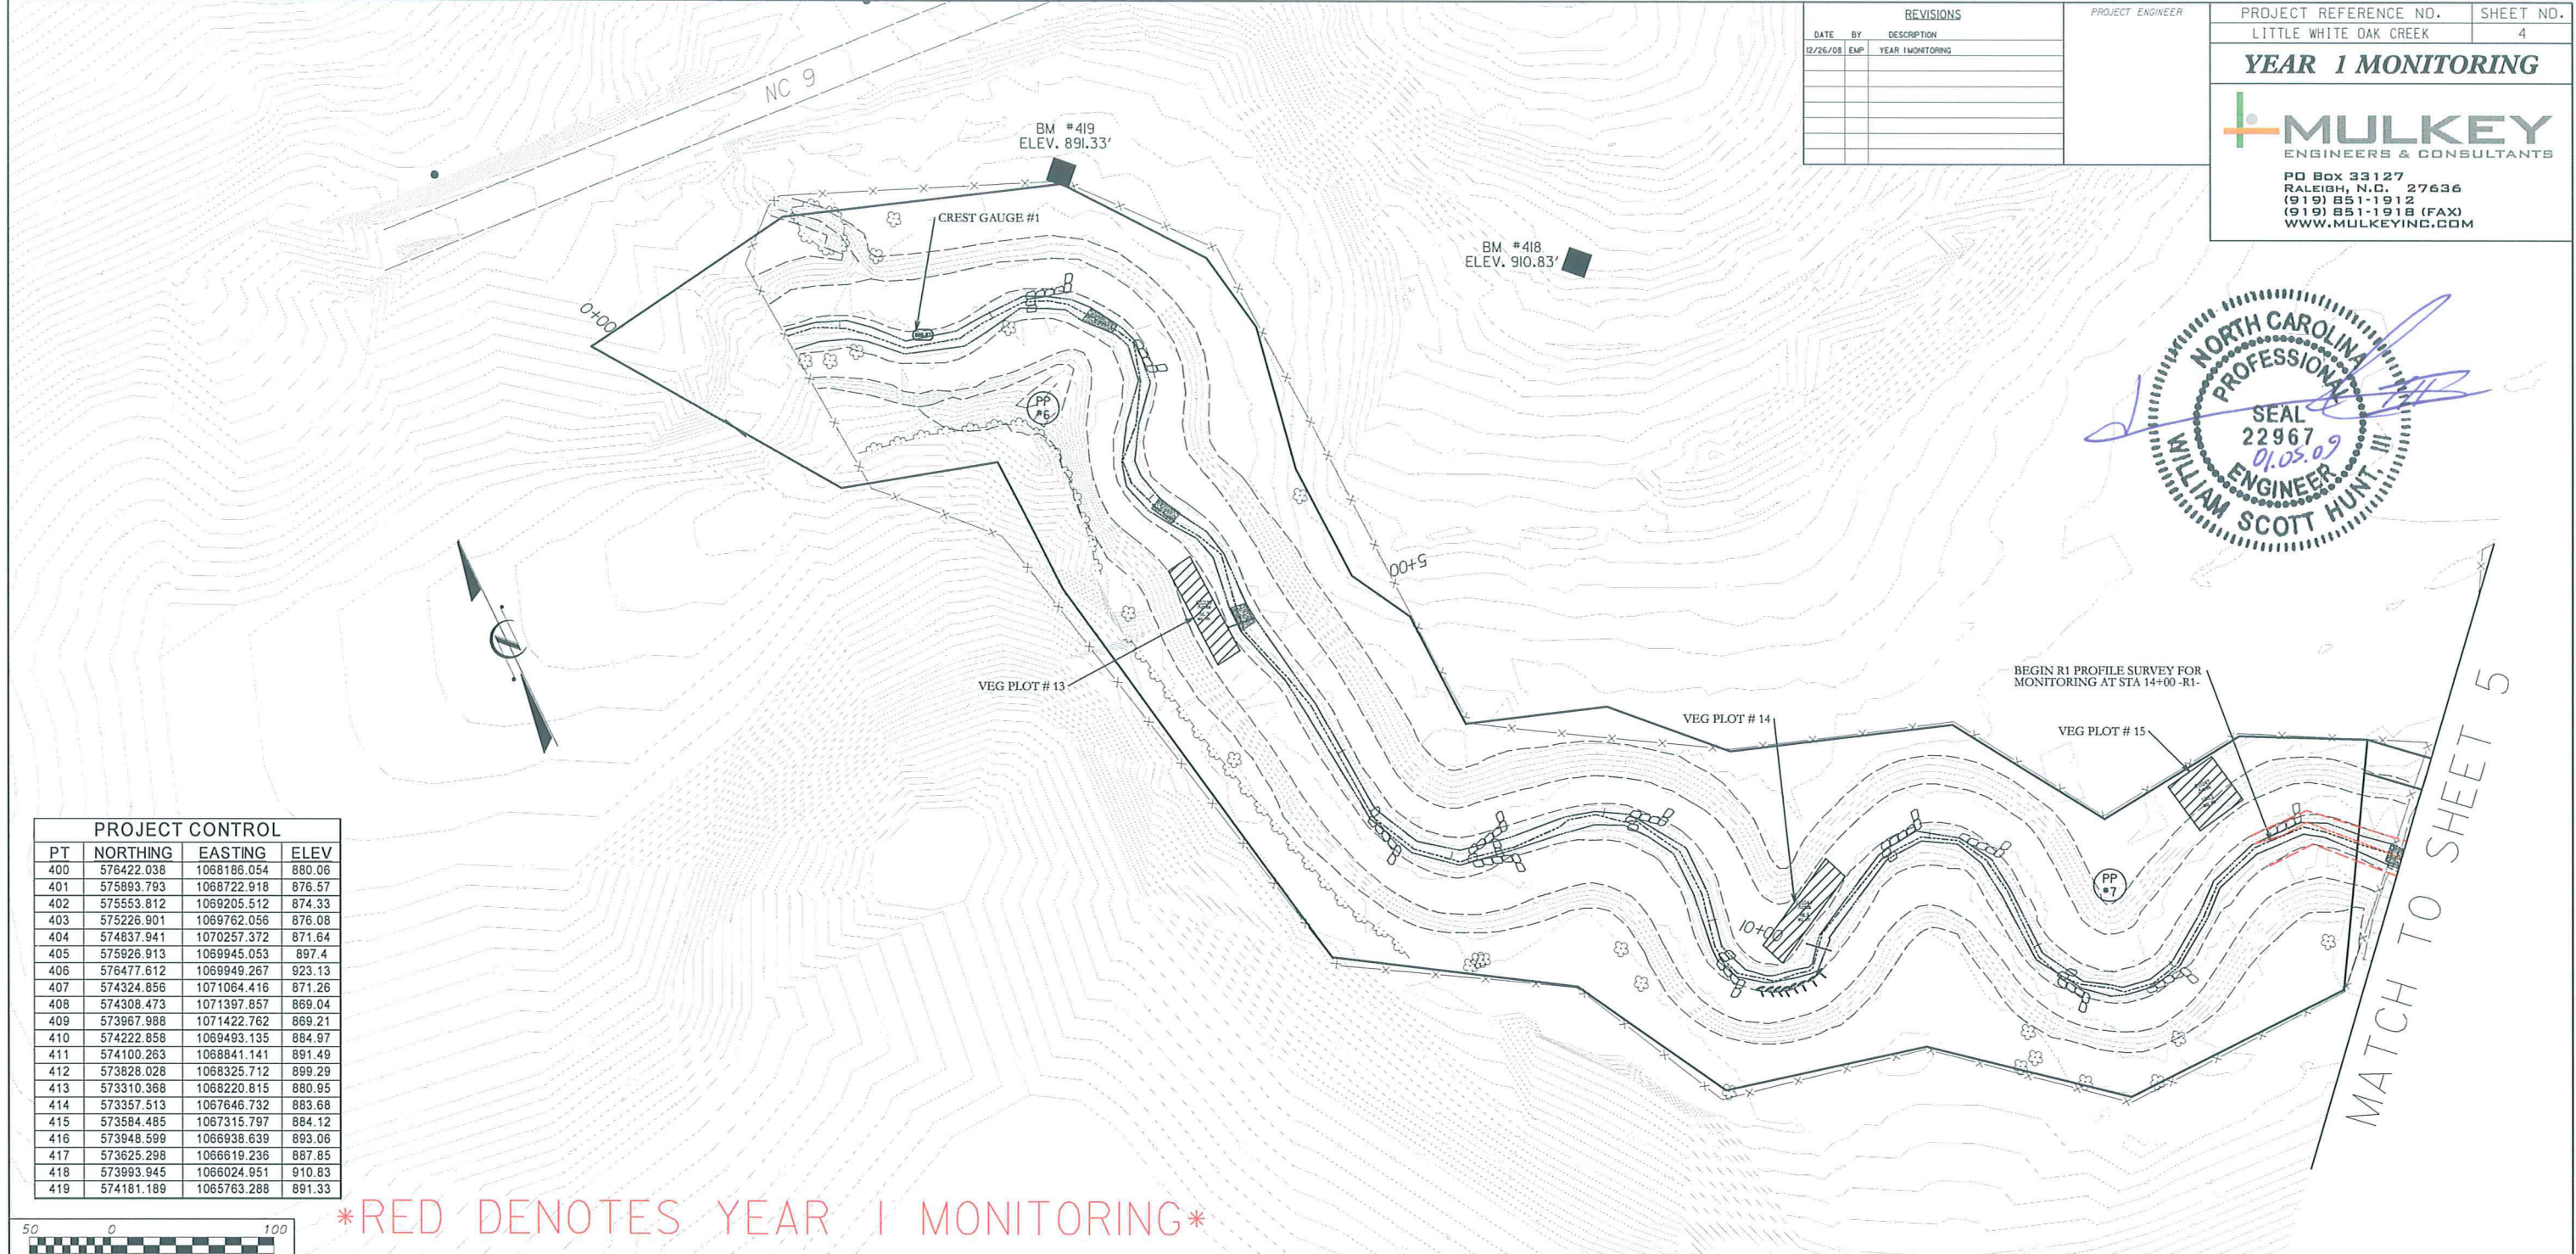 REVISIONS
DATE BY DESCRIPTION
12/26/08 EMP YEAR 1 MONITORING
PROJECT ENGINEER
PROJECT REFERENCE NO. SHEET NO.
LITTLE WHITE OAK CREEK 4
YEAR 1 MONITORING
MULKEY
ENGINEERS & CONSULTANTS
PO BOX 33127
RALEIGH, N.C. 27636
(919) 851-1912
(919) 851-1918 (FAX)
WWW.MULKEYINC.COM
NC 9
BM #419
ELEV. 891.33'
CREST GAUGE #1
BM #418
ELEV. 910.83'
0+00
PP
#6
5+00
NORTH CAROLINA
PROFESSIONAL
SEAL
22967
01.05.09
ENGINEER
WILLIAM SCOTT HUNT, III
VEG PLOT # 13
VEG PLOT # 14
BEGIN R1 PROFILE SURVEY FOR
MONITORING AT STA 14+00 -R1-
VEG PLOT # 15
10+00
PP
#7
MATCH TO SHEET 5
PROJECT CONTROL
PT NORTHING EASTING ELEV
400 576422.038 1068186.054 880.06
401 575893.793 1068722.918 876.57
402 575553.812 1069205.512 874.33
403 575226.901 1069762.056 876.08
404 574837.941 1070257.372 871.64
405 575926.913 1069945.053 897.4
406 576477.612 1069949.267 923.13
407 574324.856 1071064.416 871.26
408 574308.473 1071397.857 869.04
409 573967.988 1071422.762 869.21
410 574222.858 1069493.135 884.97
411 574100.263 1068841.141 891.49
412 573828.028 1068325.712 899.29
413 573310.368 1068220.815 880.95
414 573357.513 1067646.732 883.68
415 573584.485 1067315.797 884.12
416 573948.599 1066938.639 893.06
417 573625.298 1066619.236 887.85
418 573993.945 1066024.951 910.83
419 574181.189 1065763.288 891.33
*RED DENOTES YEAR 1 MONITORING*
50 0 100